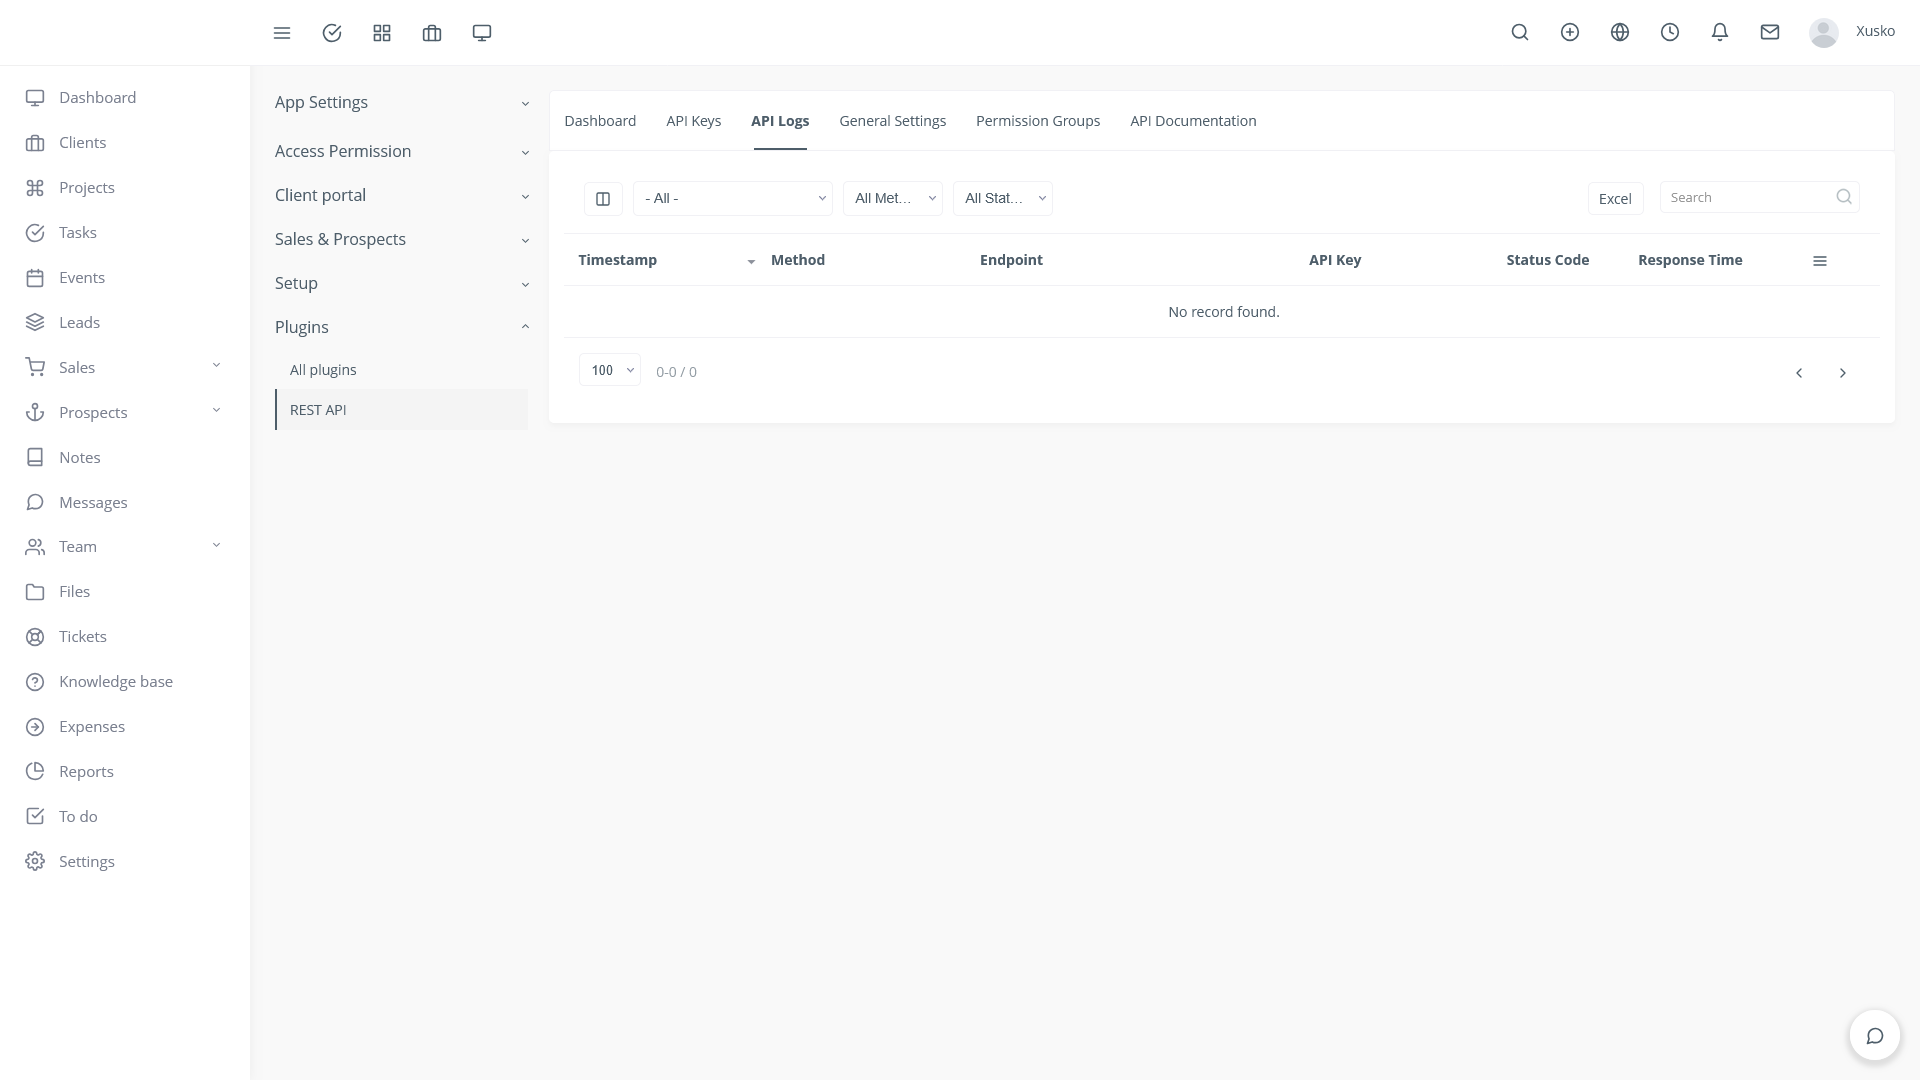 Xusko
Dashboard
Clients
Projects
Tasks
Events
Leads
Sales
Prospects
Notes
Messages
Team
Files
Tickets
Knowledge base
Expenses
Reports
To do
Settings
App Settings
Access Permission
Client portal
Sales & Prospects
Setup
Plugins
All plugins
REST API
Dashboard API Keys API Logs General Settings Permission Groups API Documentation
- All - All Met... All Stat... Excel Search
Timestamp Method Endpoint API Key Status Code Response Time
No record found.
100 0-0 / 0